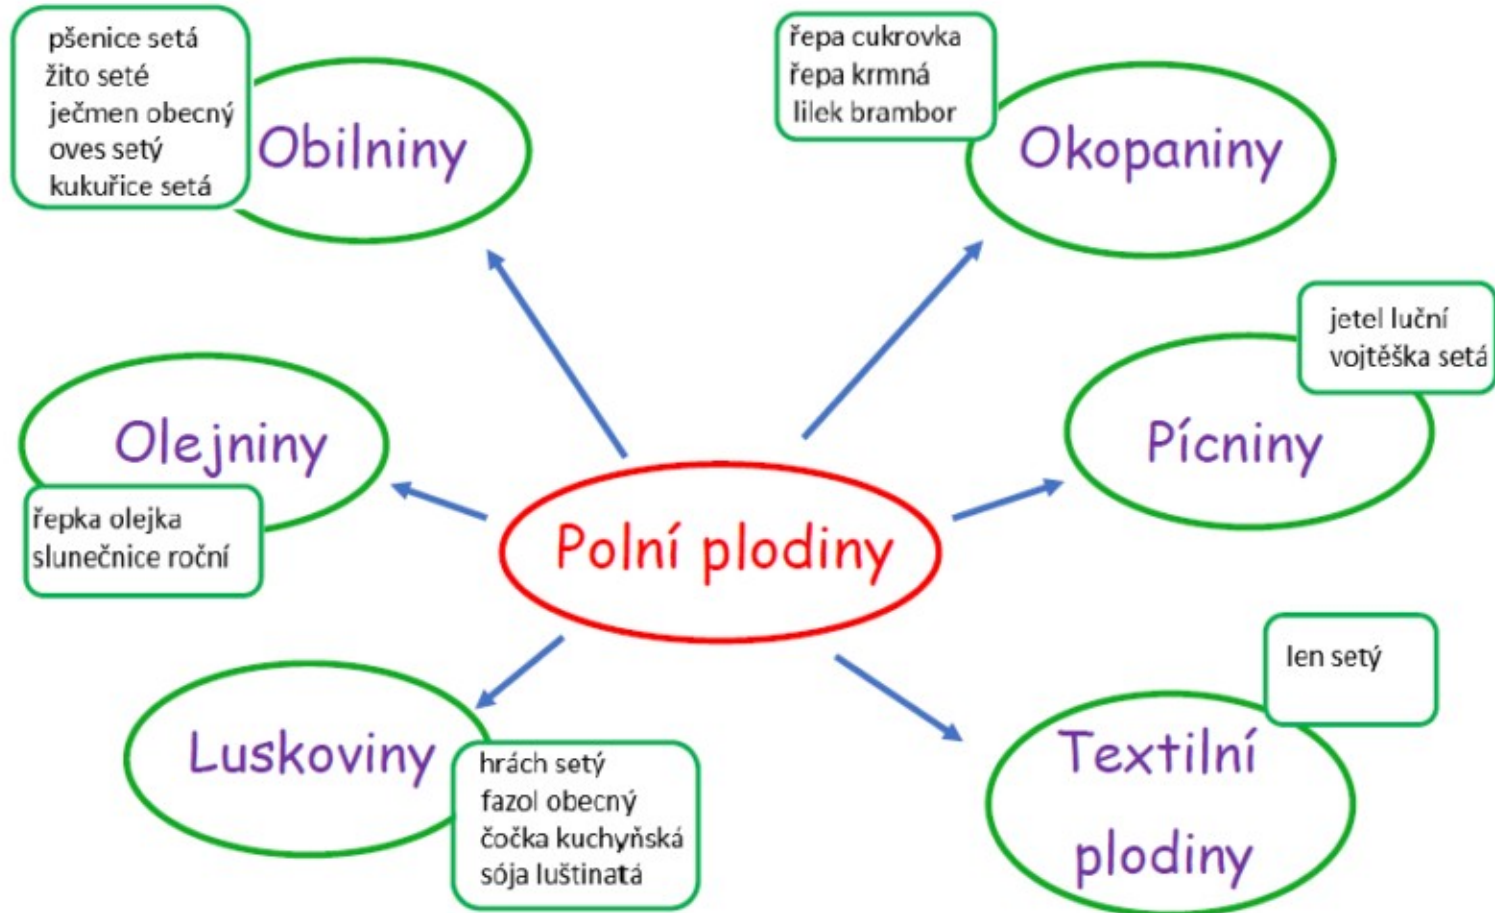 pšenice setá
žito seté
ječmen obecný
oves setý
kukuřice setá
Obilniny
řepa cukrovka
řepa krmná
lilek brambor
Okopaniny
jetel luční
vojtěška setá
Pícniny
Olejniny
řepka olejka
slunečnice roční
Polní plodiny
Luskoviny
hrách setý
fazol obecný
čočka kuchyňská
sója luštinatá
len setý
Textilní
plodiny